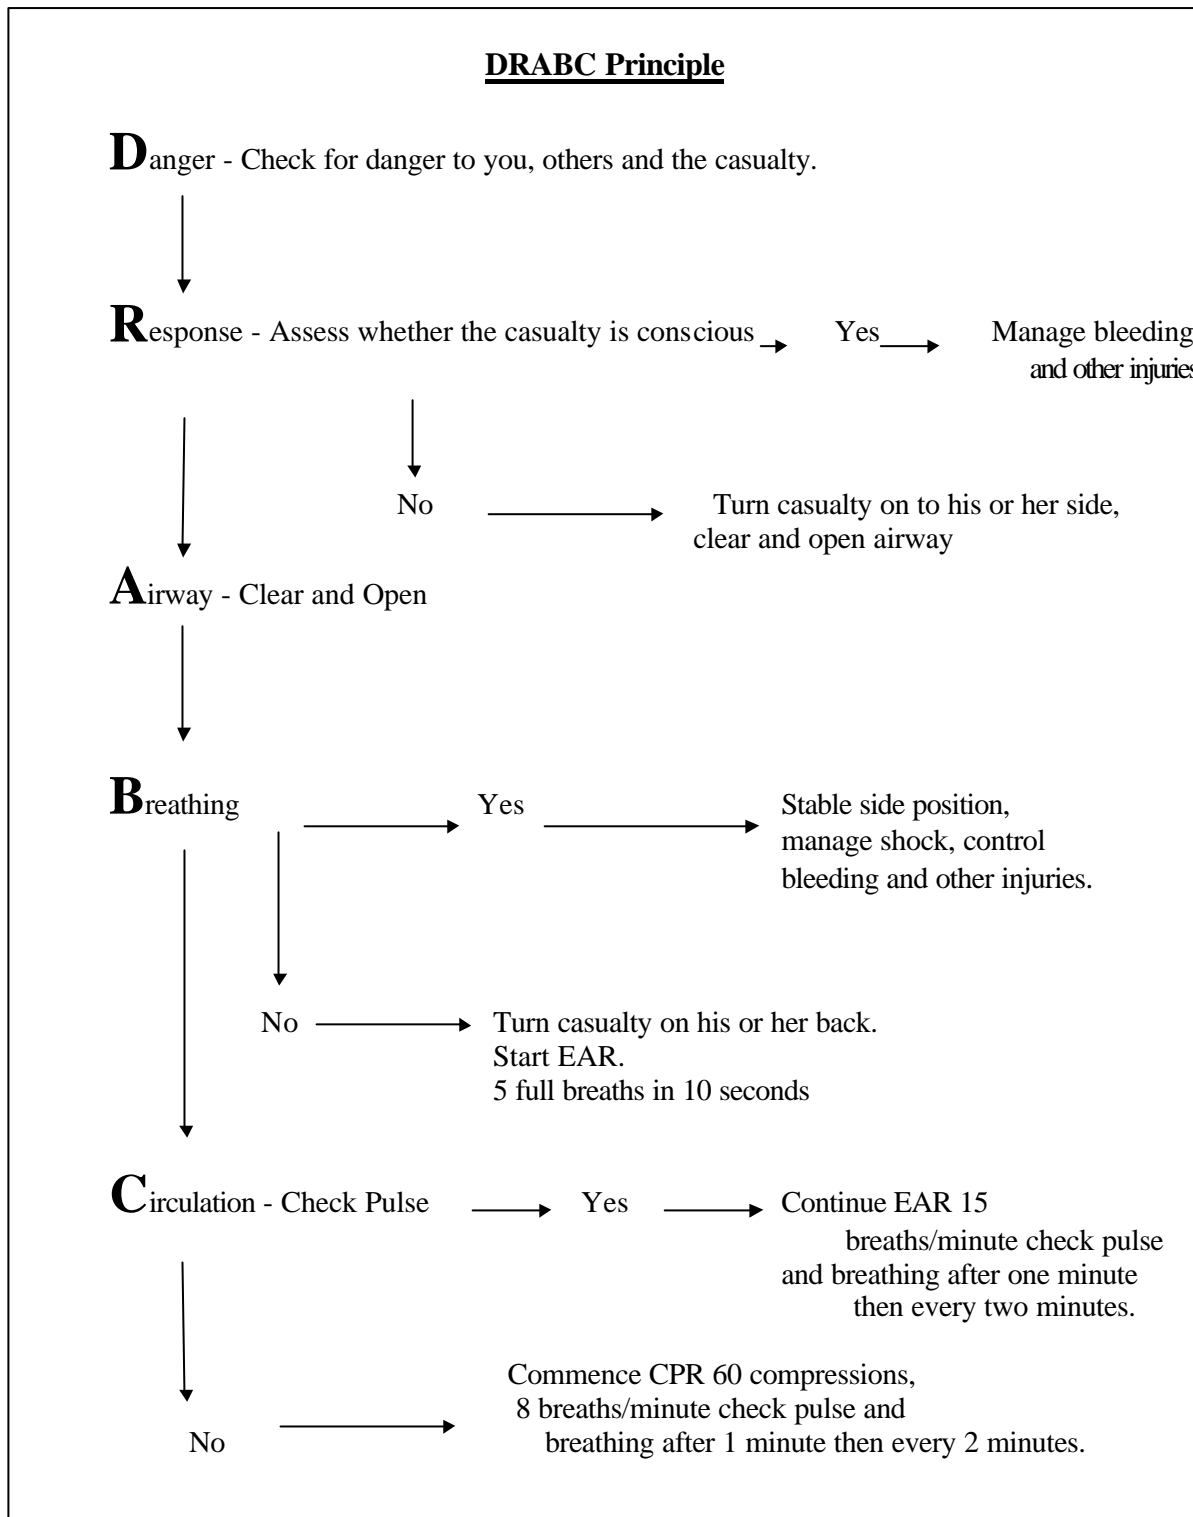 DRABC Principle
Danger - Check for danger to you, others and the casualty.
Response - Assess whether the casualty is conscious Yes Manage bleeding
and other injuries
No Turn casualty on to his or her side,
clear and open airway
Airway - Clear and Open
Breathing Yes Stable side position,
manage shock, control
bleeding and other injuries.
No Turn casualty on his or her back.
Start EAR.
5 full breaths in 10 seconds
Circulation - Check Pulse Yes Continue EAR 15
breaths/minute check pulse
and breathing after one minute
then every two minutes.
Commence CPR 60 compressions,
8 breaths/minute check pulse and
No breathing after 1 minute then every 2 minutes.